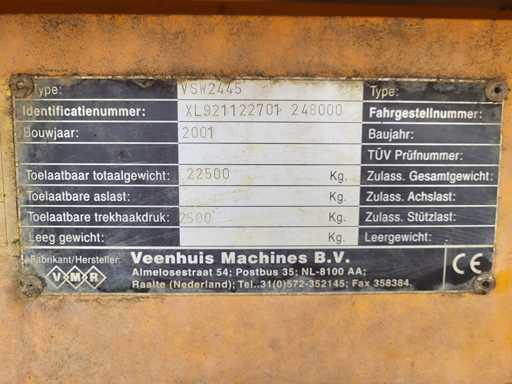 Type: VSW2445 Type:
Identificatienummer: XL921122701 248000 Fahrgestellnummer:
Bouwjaar: 2001 Baujahr:
TÜV Prüfnummer:
Toelaatbaar totaalgewicht: 22500 Kg. Zulass. Gesamtgewicht:
Toelaatbare aslast: Kg. Zulass. Achslast:
Toelaatbare trekhaakdruk: 2500 Kg. Zulass. Stützlast:
Leeg gewicht: Kg. Leergewicht:
Fabrikant/Hersteller: Veenhuis Machines B.V.
VMR Almelosestraat 54; Postbus 35; NL-8100 AA; CE
Raalte (Nederland); Tel..31(0)572-352145; Fax 358384.